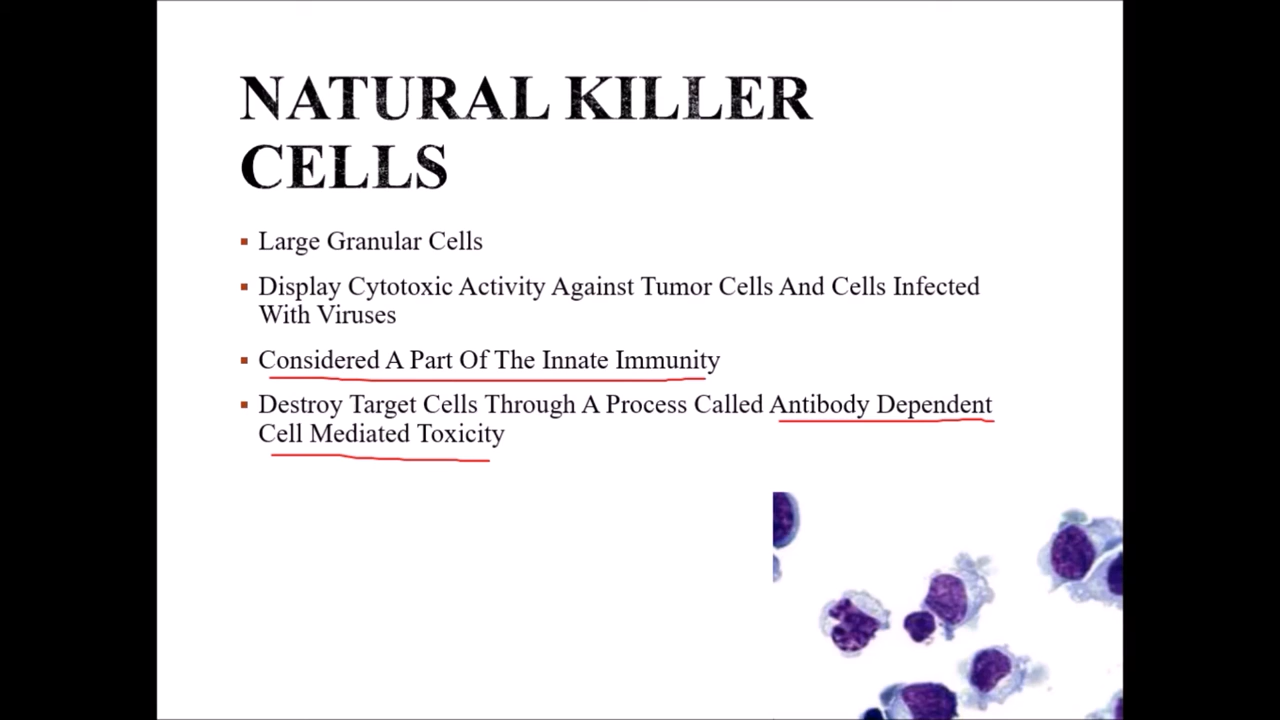 NATURAL KILLER
CELLS
▪ Large Granular Cells
▪ Display Cytotoxic Activity Against Tumor Cells And Cells Infected
With Viruses
▪ Considered A Part Of The Innate Immunity
▪ Destroy Target Cells Through A Process Called Antibody Dependent
Cell Mediated Toxicity